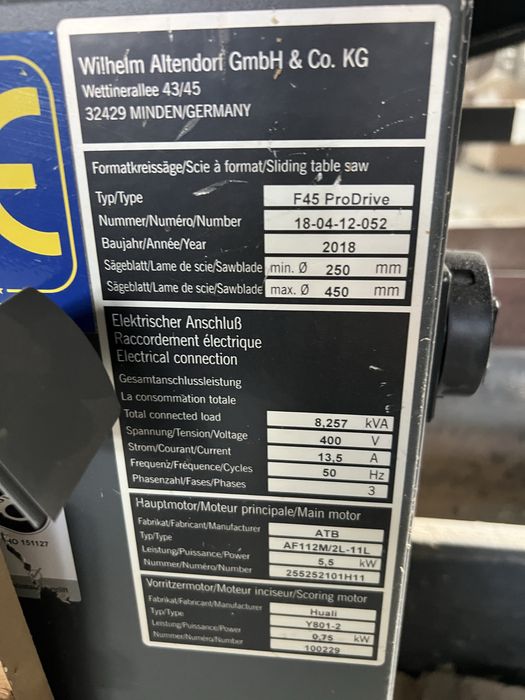 Wilhelm Altendorf GmbH & Co. KG
Wettinerallee 43/45
32429 MINDEN/GERMANY
Formatkreissäge/Scie à format/Sliding table saw
Typ/Type F45 ProDrive
Nummer/Numéro/Number 18-04-12-052
Baujahr/Année/Year 2018
Sägeblatt/Lame de scie/Sawblade min. Ø 250 mm
Sägeblatt/Lame de scie/Sawblade max. Ø 450 mm
Elektrischer Anschluß
Raccordement électrique
Electrical connection
Gesamtanschlussleistung
La consommation totale
Total connected load 8,257 kVA
Spannung/Tension/Voltage 400 V
Strom/Courant/Current 13,5 A
Frequenz/Fréquence/Cycles 50 Hz
Phasenzahl/Fases/Phases 3
Hauptmotor/Moteur principale/Main motor
Fabrikat/Fabricant/Manufacturer ATB
Typ/Type AF112M/2L-11L
Leistung/Puissance/Power 5,5 kW
Nummer/Numéro/Number 255252101H11
Vorritzermotor/Moteur inciseur/Scoring motor
Fabrikat/Fabricant/Manufacturer Huali
Typ/Type Y801-2
Leistung/Puissance/Power 0,75 kW
Nummer/Numéro/Number 100229
HO 151127